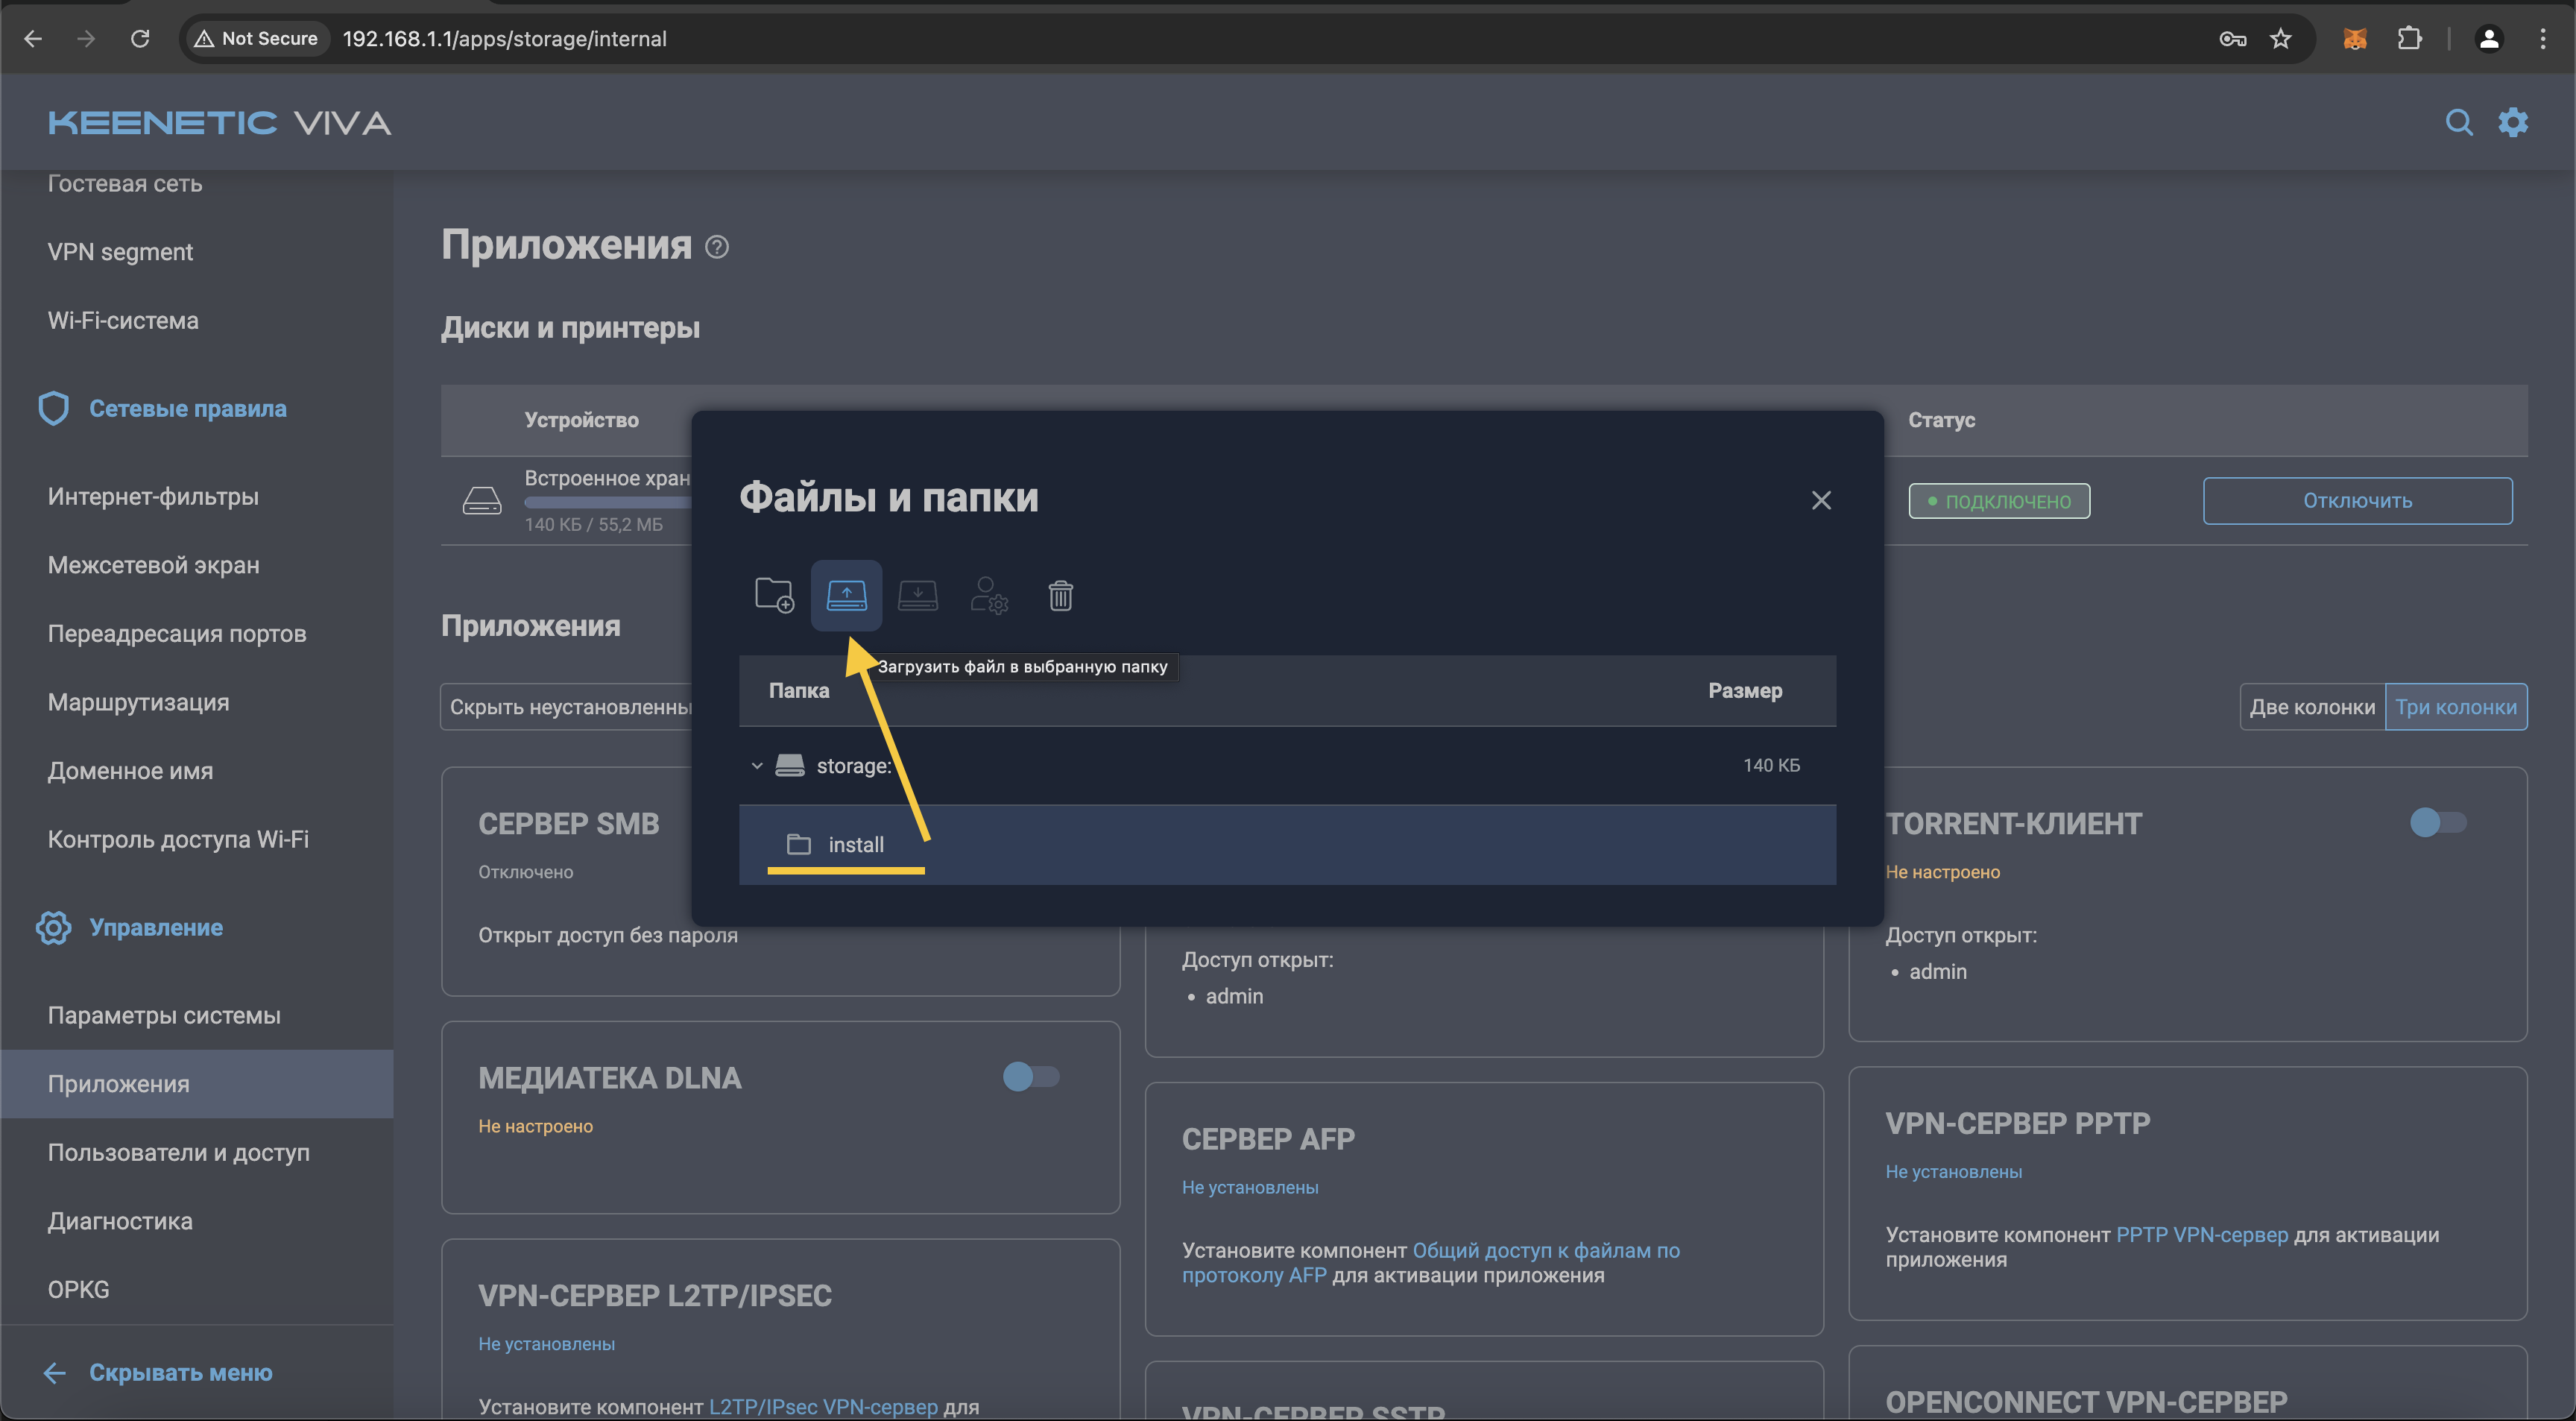 Not Secure
192.168.1.1/apps/storage/internal
KEENETIC VIVA
Гостевая сеть
VPN segment
Wi-Fi-система
Сетевые правила
Интернет-фильтры
Межсетевой экран
Переадресация портов
Маршрутизация
Доменное имя
Контроль доступа Wi-Fi
Управление
Параметры системы
Приложения
Пользователи и доступ
Диагностика
OPKG
Скрывать меню
Приложения
Диски и принтеры
Устройство
Статус
Встроенное хран
140 КБ / 55,2 МБ
ПОДКЛЮЧЕНО
Отключить
Приложения
Скрыть неустановленны
Две колонки
Три колонки
Файлы и папки
Загрузить файл в выбранную папку
Папка
Размер
storage:
140 КБ
install
СЕРВЕР SMB
Отключено
Открыт доступ без пароля
МЕДИАТЕКА DLNA
Не настроено
VPN-СЕРВЕР L2TP/IPSEC
Не установлены
Установите компонент L2TP/IPsec VPN-сервер для
Доступ открыт:
• admin
СЕРВЕР AFP
Не установлены
Установите компонент Общий доступ к файлам по
протоколу AFP для активации приложения
VPN-СЕРВЕР SSTP
TORRENT-КЛИЕНТ
Не настроено
Доступ открыт:
• admin
VPN-СЕРВЕР PPTP
Не установлены
Установите компонент PPTP VPN-сервер для активации
приложения
OPENCONNECT VPN-СЕРВЕР